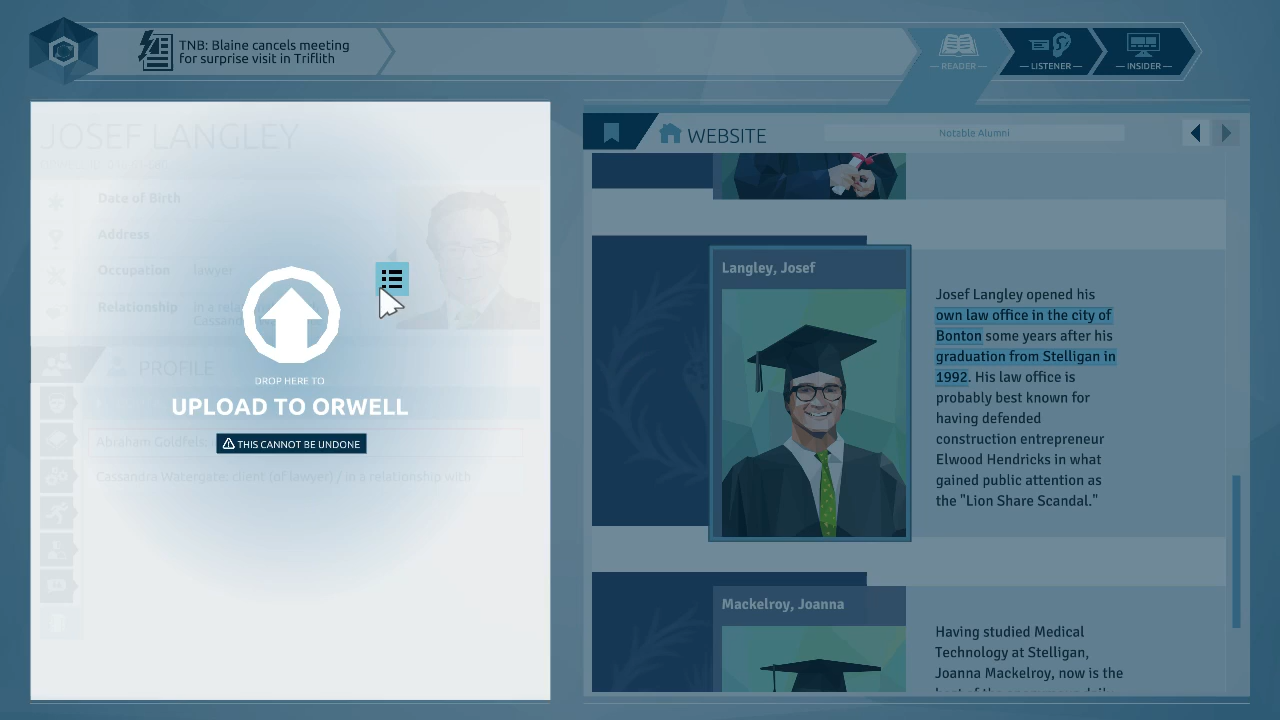 TNB: Blaine cancels meeting
for surprise visit in Triflith
— READER —
— LISTENER —
— INSIDER —
JOSEF LANGLEY
Date of Birth
Address
Occupation lawyer
Relationship in a
Cassand
PROFILE
Abraham Goldfels:
Cassandra Watergate: client (of lawyer) / in a relationship with
DROP HERE TO
UPLOAD TO ORWELL
THIS CANNOT BE UNDONE
WEBSITE
Notable Alumni
Langley, Josef
Josef Langley opened his
own law office in the city of
Bonton some years after his
graduation from Stelligan in
1992. His law office is
probably best known for
having defended
construction entrepreneur
Elwood Hendricks in what
gained public attention as
the "Lion Share Scandal."
Mackelroy, Joanna
Having studied Medical
Technology at Stelligan,
Joanna Mackelroy, now is the